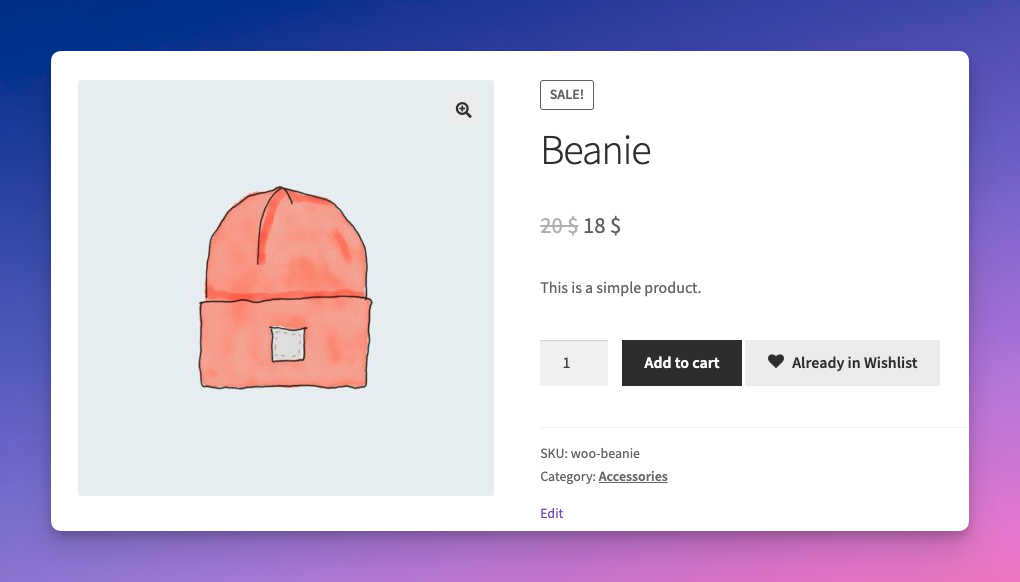 SALE!
Beanie
20 $ 18 $
This is a simple product.
1 Add to cart Already in Wishlist
SKU: woo-beanie
Category: Accessories
Edit